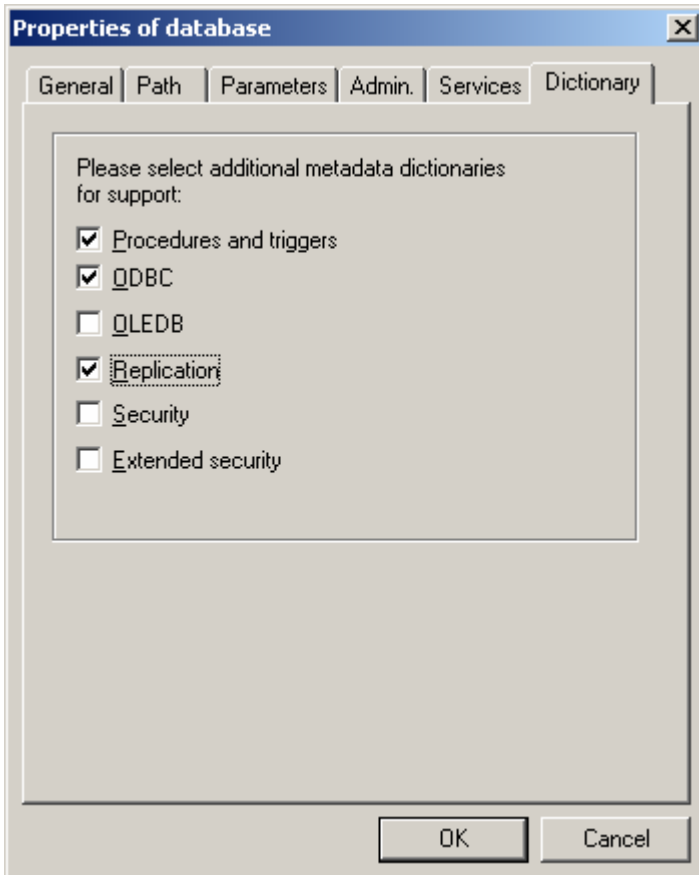 Properties of database
General Path Parameters Admin. Services Dictionary
Please select additional metadata dictionaries
for support:
Procedures and triggers
ODBC
OLEDB
Replication
Security
Extended security
OK Cancel